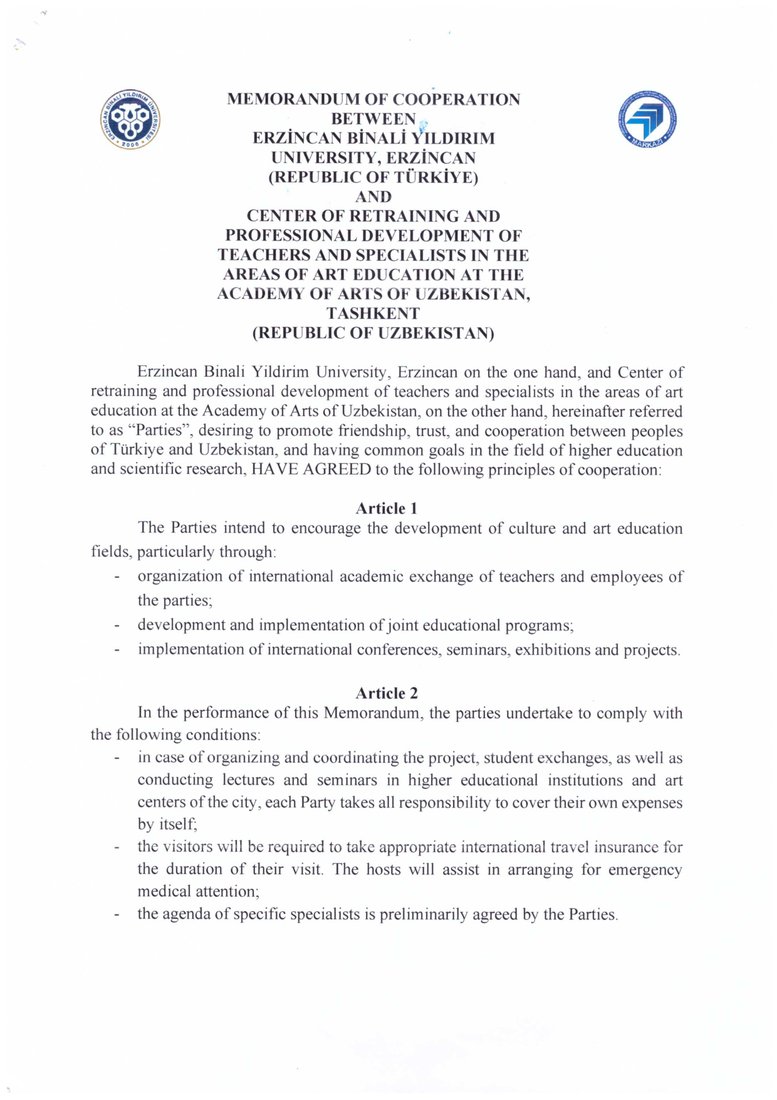 ERZİNCAN BİNALİ YILDIRIM ÜNİVERSİTESİ
2006
MARKAZI
MEMORANDUM OF COOPERATION
BETWEEN
ERZİNCAN BİNALİ YILDIRIM
UNIVERSITY, ERZİNCAN
(REPUBLIC OF TÜRKİYE)
AND
CENTER OF RETRAINING AND
PROFESSIONAL DEVELOPMENT OF
TEACHERS AND SPECIALISTS IN THE
AREAS OF ART EDUCATION AT THE
ACADEMY OF ARTS OF UZBEKISTAN,
TASHKENT
(REPUBLIC OF UZBEKISTAN)
Erzincan Binali Yildirim University, Erzincan on the one hand, and Center of
retraining and professional development of teachers and specialists in the areas of art
education at the Academy of Arts of Uzbekistan, on the other hand, hereinafter referred
to as “Parties”, desiring to promote friendship, trust, and cooperation between peoples
of Türkiye and Uzbekistan, and having common goals in the field of higher education
and scientific research, HAVE AGREED to the following principles of cooperation:
Article 1
The Parties intend to encourage the development of culture and art education
fields, particularly through:
- organization of international academic exchange of teachers and employees of
the parties;
- development and implementation of joint educational programs;
- implementation of international conferences, seminars, exhibitions and projects.
Article 2
In the performance of this Memorandum, the parties undertake to comply with
the following conditions:
- in case of organizing and coordinating the project, student exchanges, as well as
conducting lectures and seminars in higher educational institutions and art
centers of the city, each Party takes all responsibility to cover their own expenses
by itself;
- the visitors will be required to take appropriate international travel insurance for
the duration of their visit. The hosts will assist in arranging for emergency
medical attention;
- the agenda of specific specialists is preliminarily agreed by the Parties.